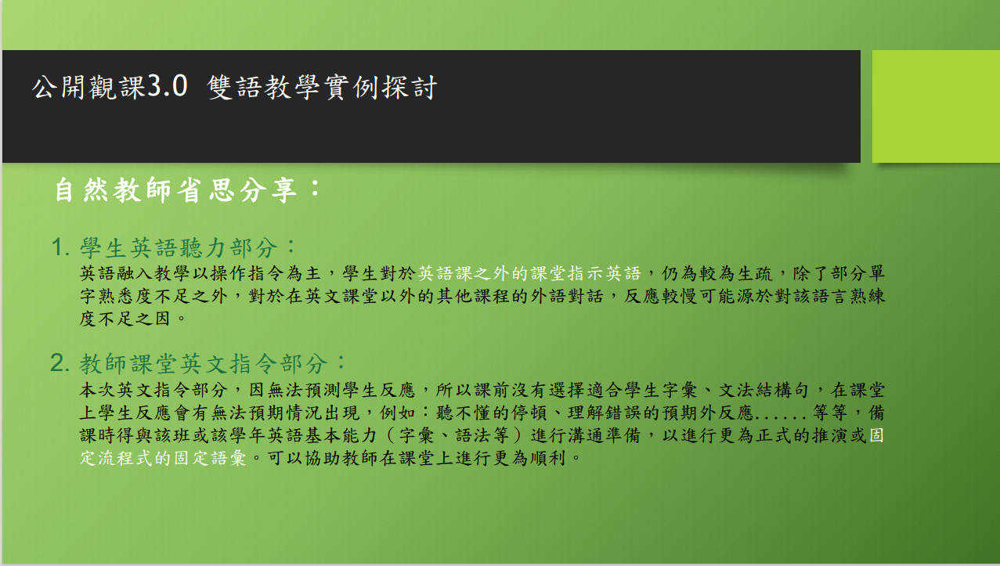 公開觀課3.0 雙語教學實例探討
自然教師省思分享：
1. 學生英語聽力部分：
英語融入教學以操作指令為主，學生對於英語課之外的課堂指示英語，仍為較為生疏，除了部分單
字熟悉度不足之外，對於在英文課堂以外的其他課程的外語對話，反應較慢可能源於對該語言熟練
度不足之因。
2. 教師課堂英文指令部分：
本次英文指令部分，因無法預測學生反應，所以課前沒有選擇適合學生字彙、文法結構句，在課堂
上學生反應會有無法預期情況出現，例如：聽不懂的停頓、理解錯誤的預期外反應......等等，備
課時得與該班或該學年英語基本能力（字彙、語法等）進行溝通準備，以進行更為正式的推演或固
定流程式的固定語彙。可以協助教師在課堂上進行更為順利。